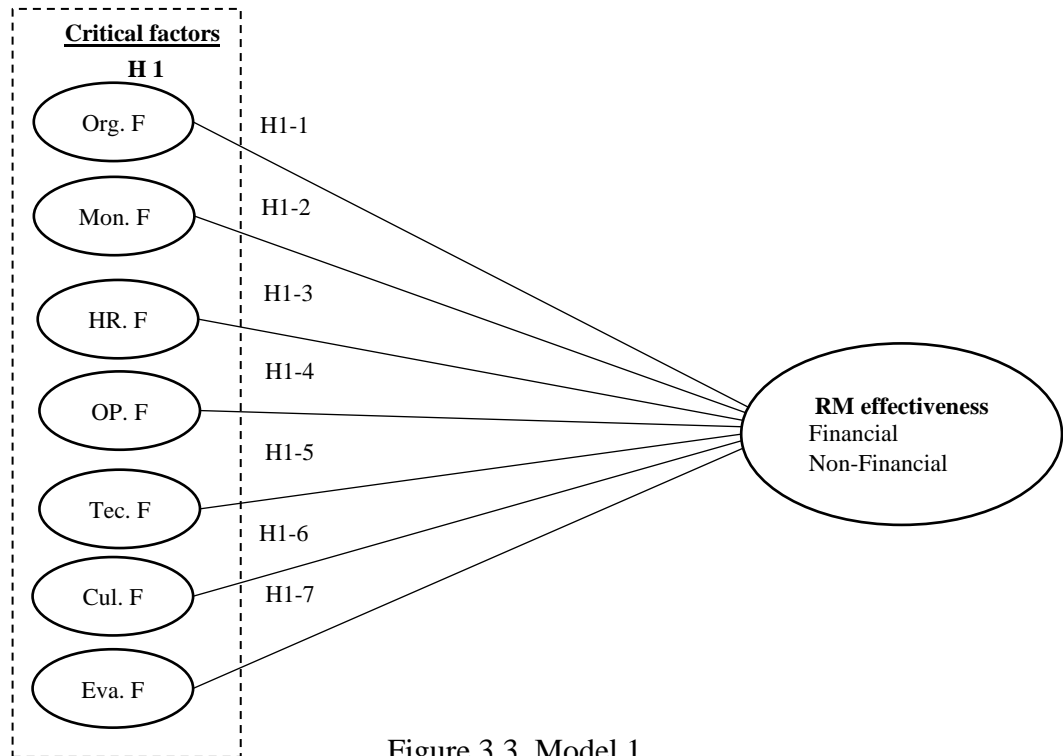 Critical factors
H 1
Org. F
H1-1
Mon. F
H1-2
HR. F
H1-3
OP. F
H1-4
Tec. F
H1-5
Cul. F
H1-6
Eva. F
H1-7
RM effectiveness
Financial
Non-Financial
Figure 3.3 Model 1